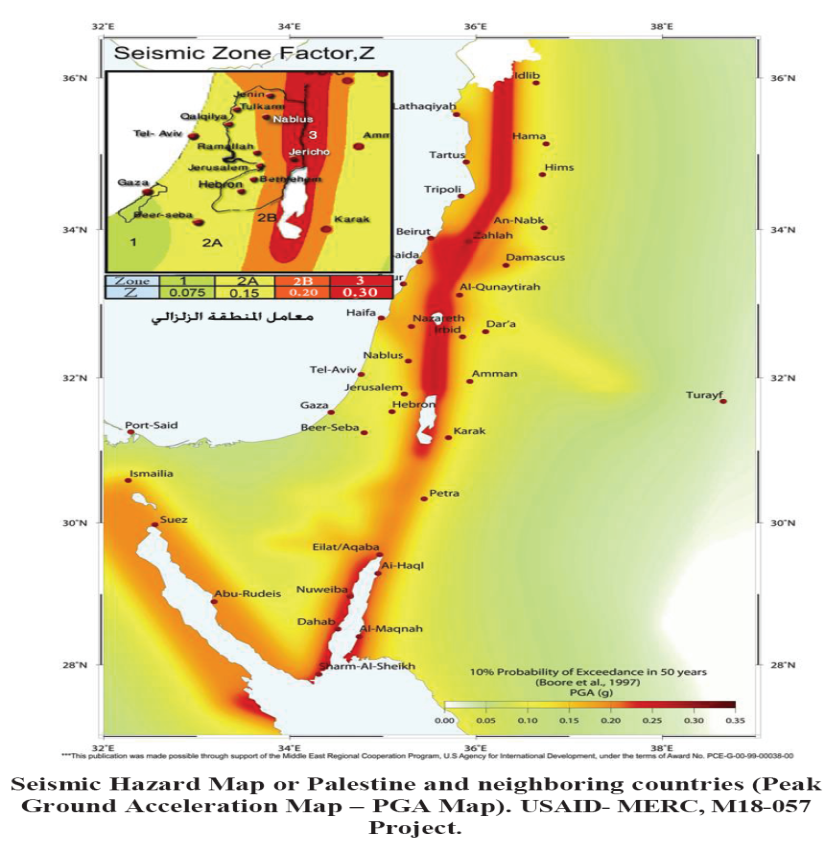 32°E 34°E 36°E 38°E
Seismic Zone Factor,Z
36°N 36°N
Idlib
Jenin
Tulkarm
Lathaqiyah
Qalqilya
Nablus
Tel- Aviv
3
Amm
Hama
Ramallah
Jericho
Tartus
Jerusalem
Hims
Gaza
Hebron
Bethlehem
Tripoli
Beer-seba
2B
Karak
An-Nabk
34°N 34°N
1
2A
Beirut
Zahlah
aida
Damascus
Zone 1 2A 2B 3
Z 0.075 0.15 0.20 0.30
ur
Al-Qunaytirah
معامل المنطقة الزلزالي
Haifa
Nazareth
Irbid
Dar'a
Nablus
Tel-Aviv
32°N 32°N
Amman
Jerusalem
Turayf
Gaza
Hebron
Port-Said
Beer-Seba
Karak
Ismailia
Petra
30°N 30°N
Suez
Eilat/Aqaba
Al-Haql
Abu-Rudeis
Nuweiba
Dahab
Al-Maqnah
28°N 28°N
Sharm-Al-Sheikh
10% Probability of Exceedance in 50 years
(Boore et al., 1997)
PGA (g)
0.00 0.05 0.10 0.15 0.20 0.25 0.30 0.35
32°E 34°E 36°E 38°E
***This publication was made possible through support of the Middle East Regional Cooperation Program, U.S Agency for International Development, under the terms of Award No. PCE-G-00-99-00038-00
Seismic Hazard Map or Palestine and neighboring countries (Peak
Ground Acceleration Map – PGA Map). USAID- MERC, M18-057
Project.